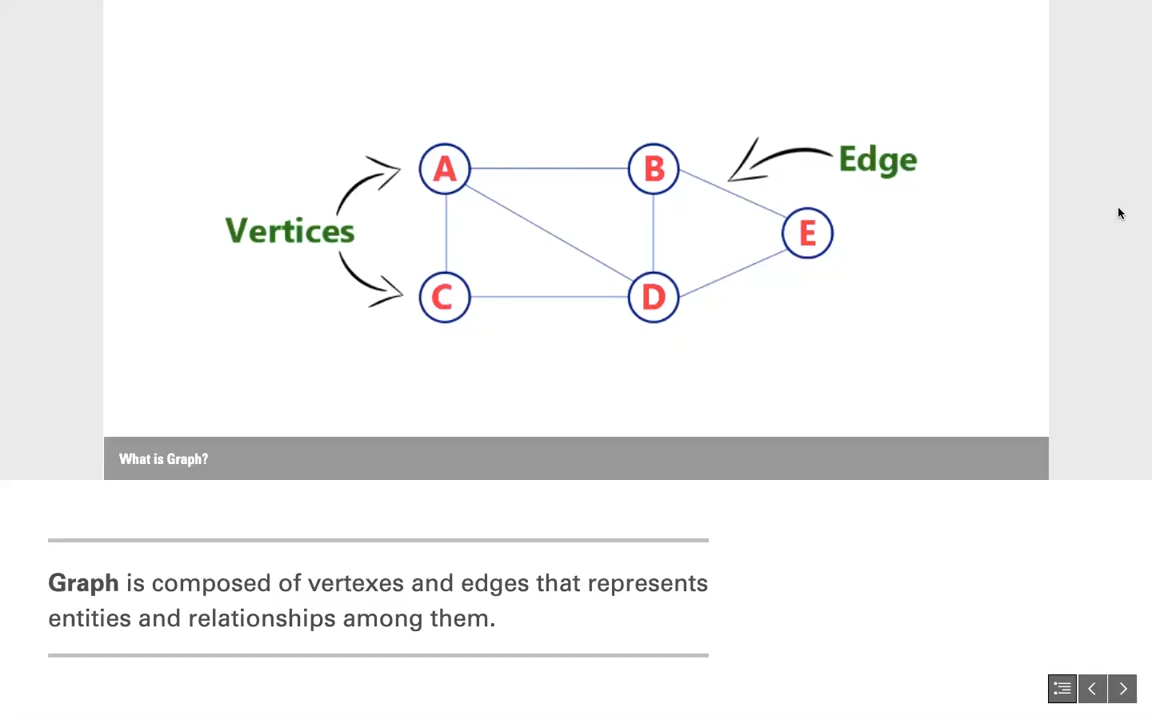 A
B
Edge
Vertices
E
C
D
What is Graph?
Graph is composed of vertexes and edges that represents
entities and relationships among them.